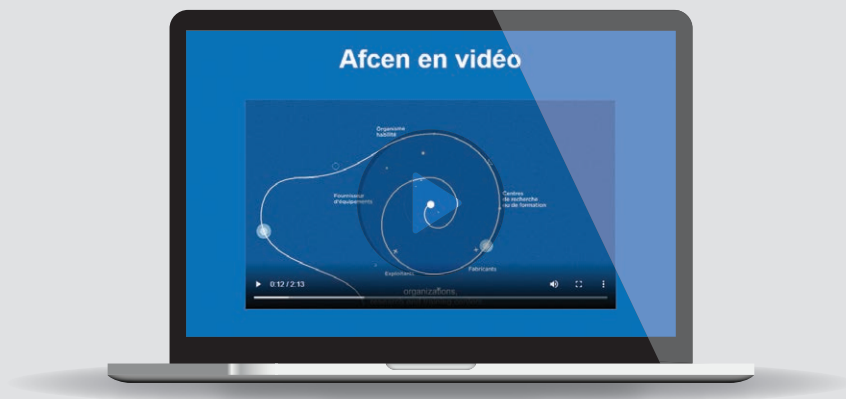 Afcen en vidéo
Organisme
habilité
Fournisseur
d'équipements
Centres
de recherche
ou de formation
Exploitants
Fabricants
0:12 / 2:13
organizations,